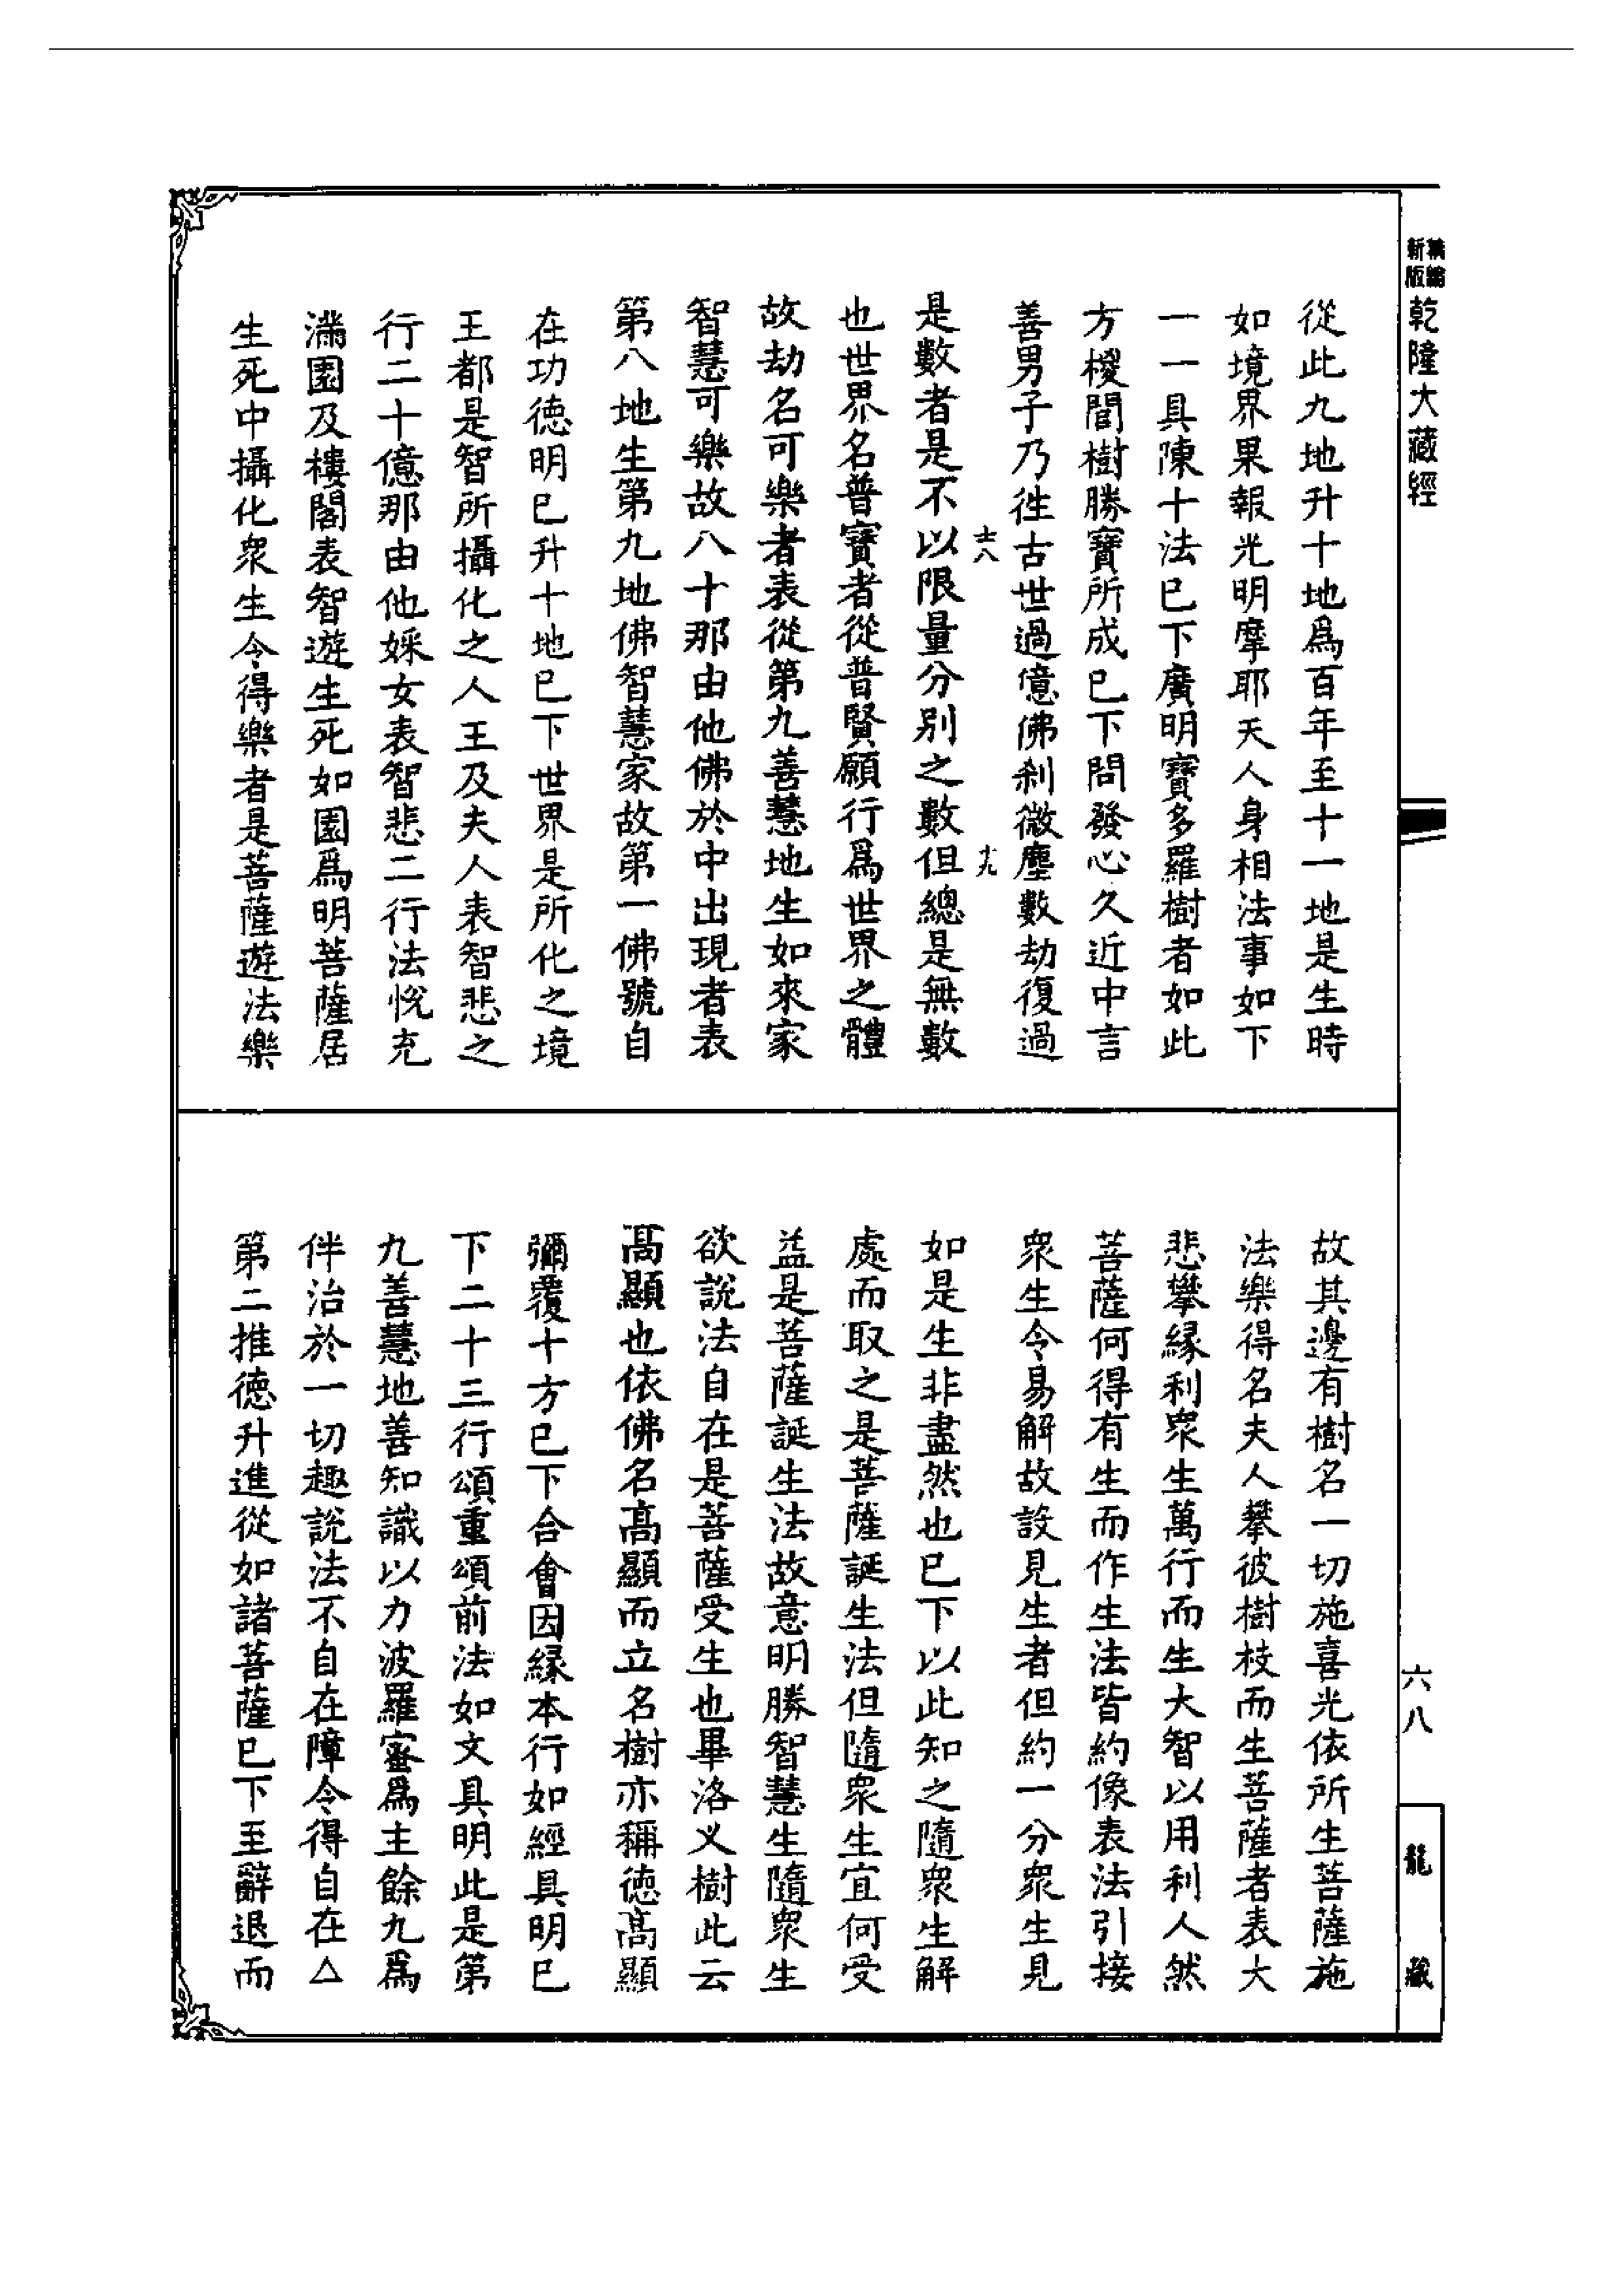 新版
精編
乾隆大藏經
從此九地升十地爲百年至十一地是生時
如境界果報光明摩耶天人身相法事如下
一一具陳十法已下廣明寶多羅樹者如此
方椶閭樹勝寶所成已下問發心久近中言
善男子乃徃古世過億佛剎微塵數劫復過
十八
十九
是數者是不以限量分別之數但總是無數
也世界名普寶者從普賢願行爲世界之體
故劫名可樂者表從第九善慧地生如來家
智慧可樂故八十那由他佛於中出現者表
第八地生第九地佛智慧家故第一佛號自
在功德明已升十地已下世界是所化之境
王都是智所攝化之人王及夫人表智悲之
行二十億那由他婇女表智悲二行法悅充
滿園及樓閣表智遊生死如園爲明菩薩居
生死中攝化衆生令得樂者是菩薩遊法樂
故其邊有樹名一切施喜光依所生菩薩施
法樂得名夫人攀彼樹枝而生菩薩者表大
悲攀緣利衆生萬行而生大智以用利人然
菩薩何得有生而作生法皆約像表法引接
衆生令易解故設見生者但約一分衆生見
如是生非盡然也已下以此知之隨衆生解
處而取之是菩薩誕生法但隨衆生宜何受
益是菩薩誕生法故意明勝智慧生隨衆生
欲說法自在是菩薩受生也畢洛义樹此云
高顯也依佛名高顯而立名樹亦稱德高顯
彌覆十方已下合會因緣本行如經具明已
下二十三行頌重頌前法如文具明此是第
九善慧地善知識以力波羅蜜爲主餘九爲
伴治於一切趣說法不自在障令得自在△
第二推德升進從如諸菩薩已下至辭退而
六八
龍藏